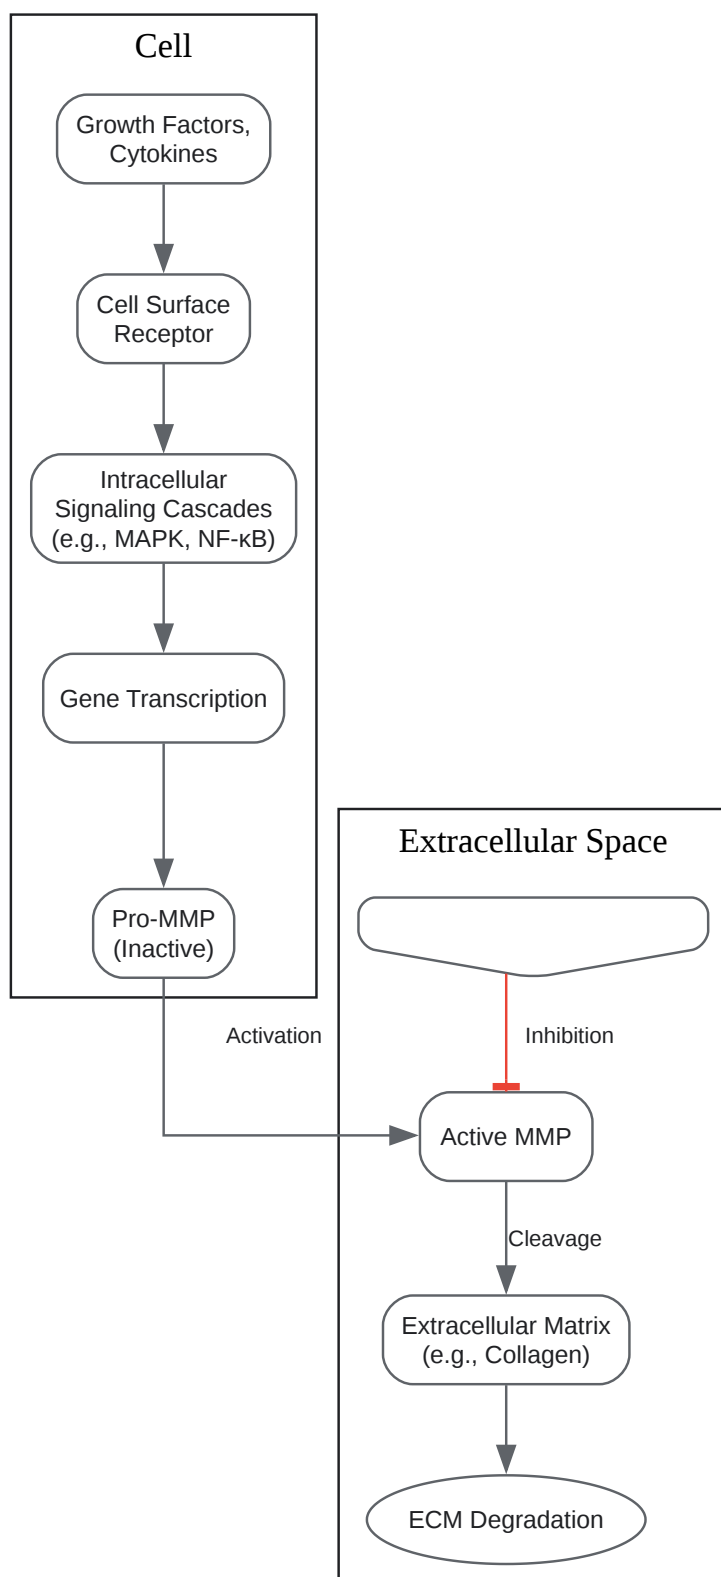 Cell
Growth Factors,
Cytokines
Cell Surface
Receptor
Intracellular
Signaling Cascades
(e.g., MAPK, NF-κB)
Gene Transcription
Pro-MMP
(Inactive)
Activation
Extracellular Space
Inhibition
Active MMP
Cleavage
Extracellular Matrix
(e.g., Collagen)
ECM Degradation